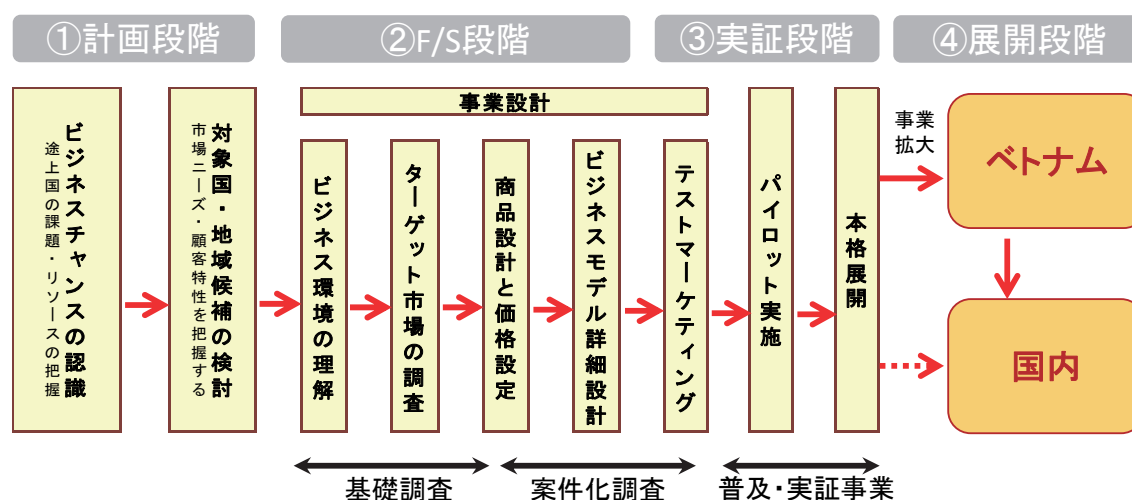 ①計画段階
②F/S段階
③実証段階
④展開段階
ビジネスチャンスの認識
途上国の課題・リソースの把握
対象国・地域候補の検討
市場ニーズ・顧客特性を把握する
事業設計
ビジネス環境の理解
ターゲット市場の調査
商品設計と価格設定
ビジネスモデル詳細設計
テストマーケティング
パイロット実施
本格展開
事業
拡大
ベトナム
国内
基礎調査
案件化調査
普及・実証事業